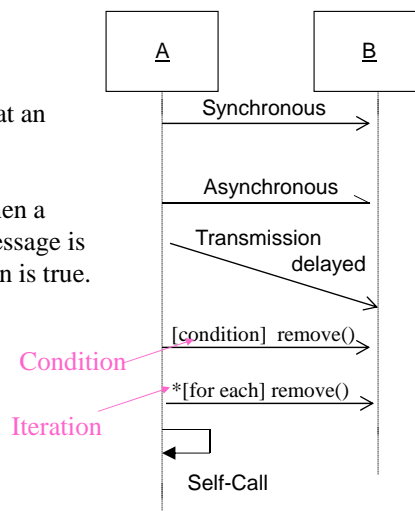 A
B
at an
Synchronous
Asynchronous
en a
essage is
n is true.
Transmission
delayed
[condition] remove()
Condition
*[for each] remove()
Iteration
Self-Call